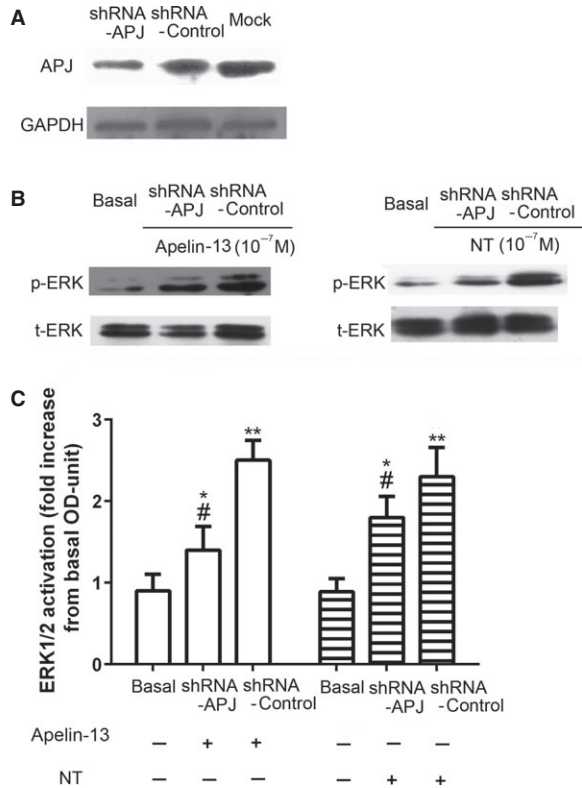 A
shRNA shRNA Mock
-APJ -Control
APJ
GAPDH
B
Basal shRNA shRNA
-APJ -Control
Apelin-13 (10⁻⁷M)
p-ERK
t-ERK
Basal shRNA shRNA
-APJ -Control
NT (10⁻⁷M)
p-ERK
t-ERK
C
ERK1/2 activation (fold increase
from basal OD-unit)
3
2
1
0
*
#
**
*
#
**
Basal shRNA shRNA Basal shRNA shRNA
-APJ -Control -APJ -Control
Apelin-13 – + + – – –
NT – – – – + +